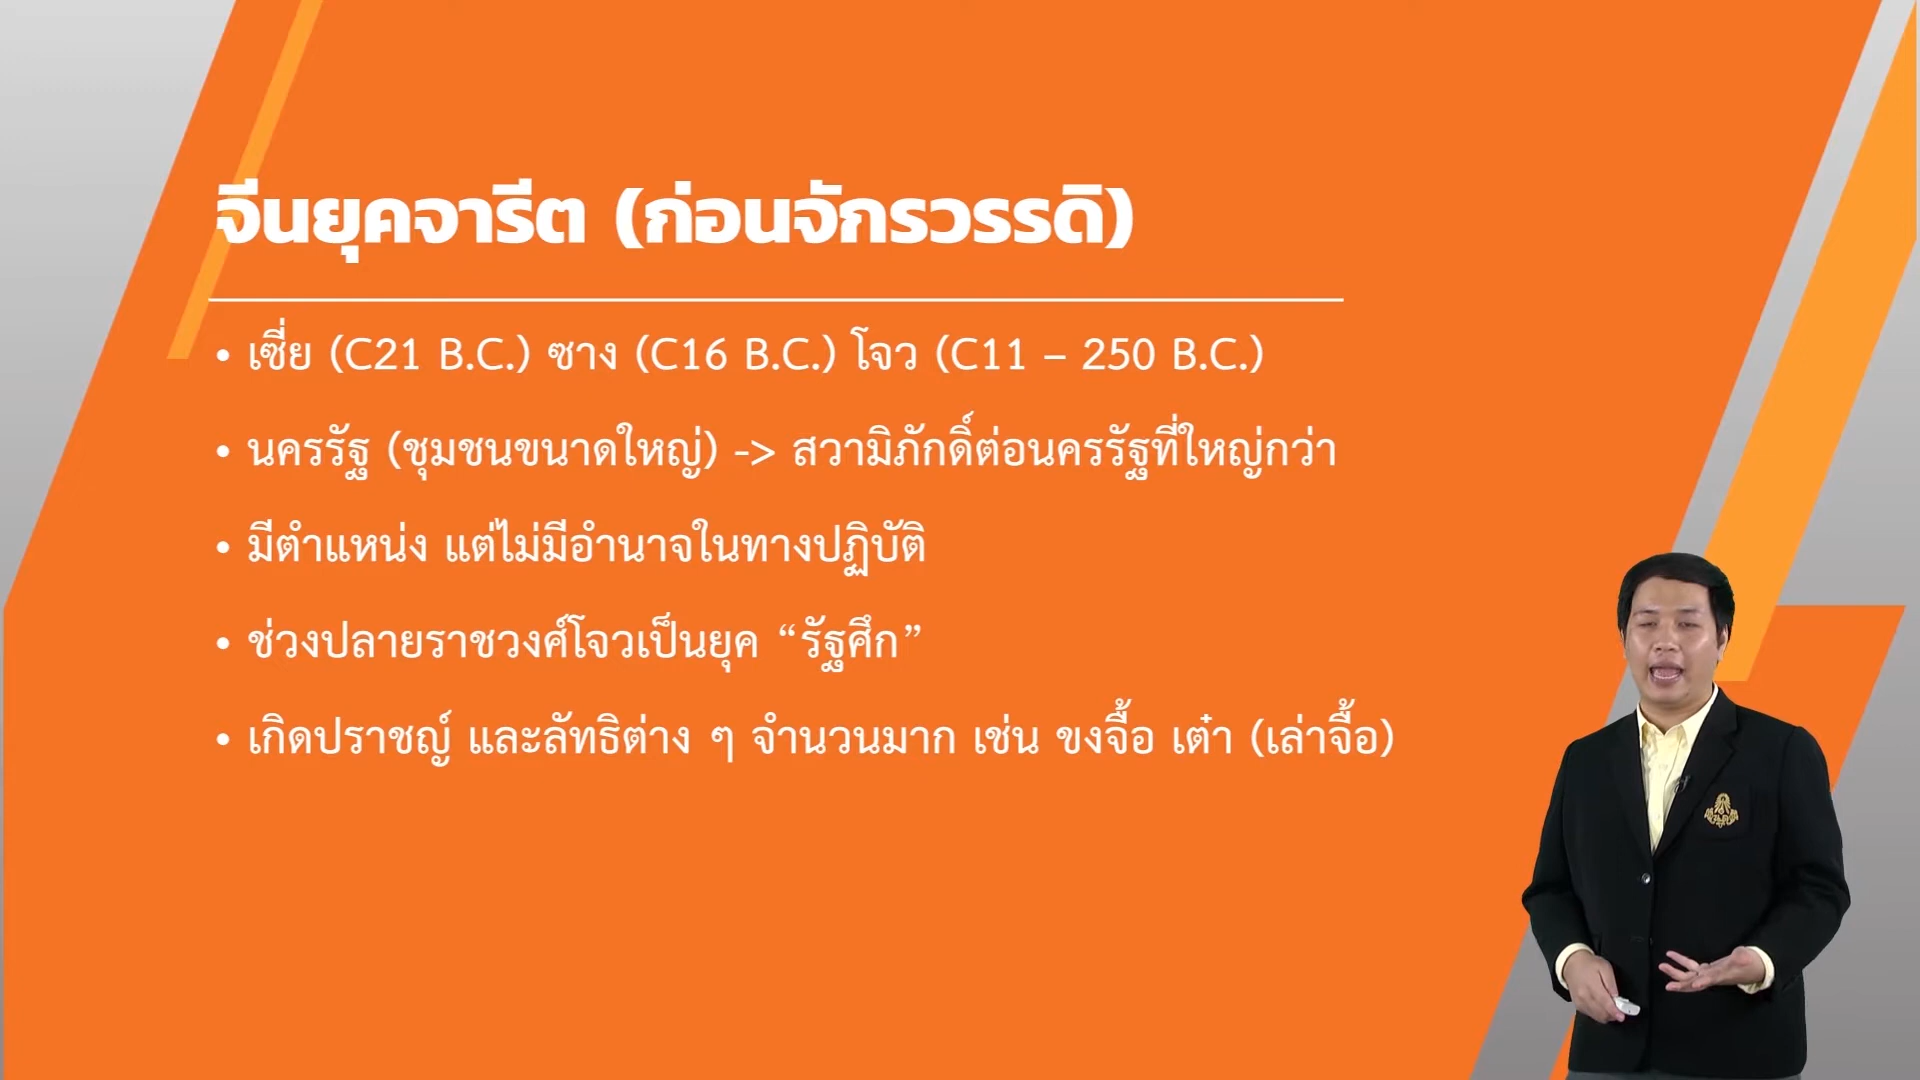 จีนยุคจารีต (ก่อนจักรวรรดิ)
• เซี่ย (C21 B.C.) ซาง (C16 B.C.) โจว (C11 – 250 B.C.)
• นครรัฐ (ชุมชนขนาดใหญ่) -> สวามิภักดิ์ต่อนครรัฐที่ใหญ่กว่า
• มีตำแหน่ง แต่ไม่มีอำนาจในทางปฏิบัติ
• ช่วงปลายราชวงศ์โจวเป็นยุค “รัฐศึก”
• เกิดปราชญ์ และลัทธิต่าง ๆ จำนวนมาก เช่น ขงจื้อ เต๋า (เล่าจื้อ)